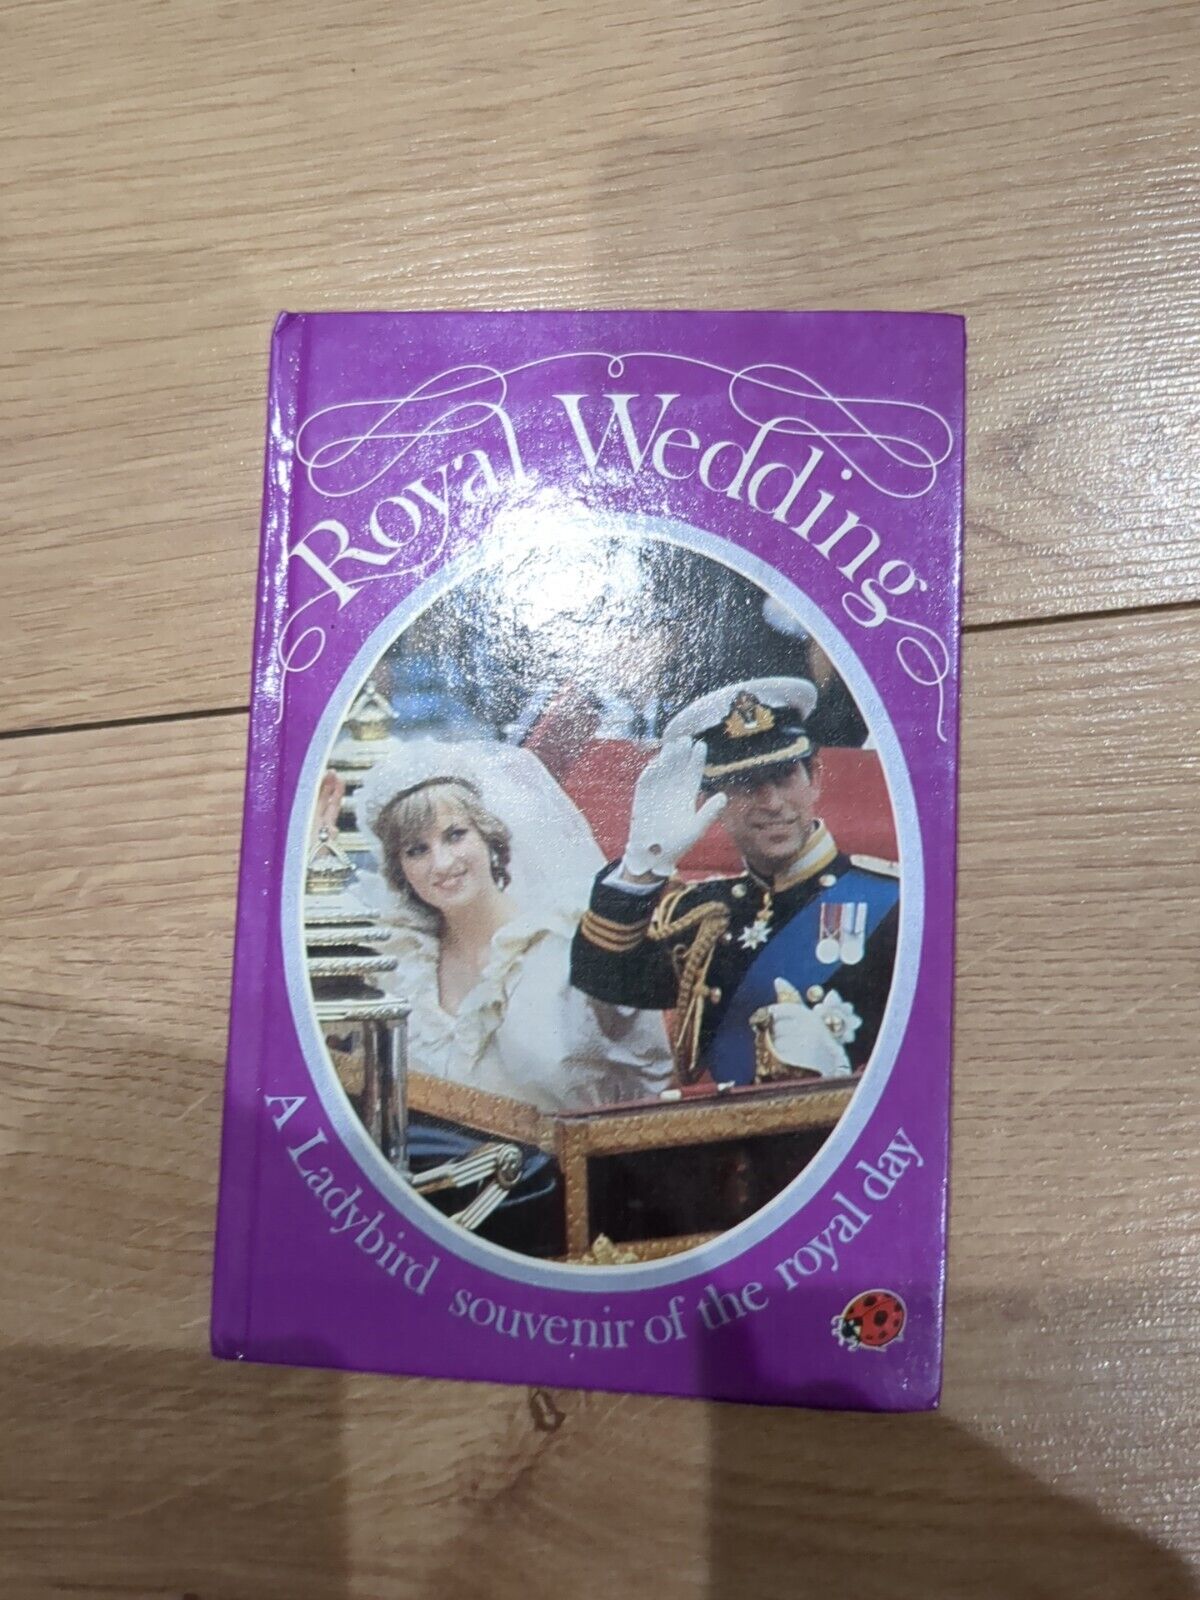 Royal Wedding
A Ladybird souvenir of the royal day